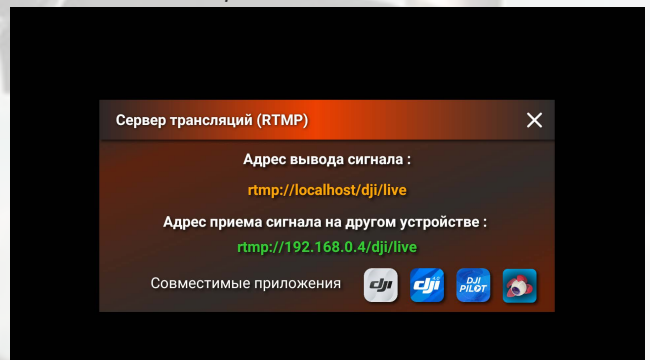 Сервер трансляций (RTMP)
Адрес вывода сигнала :
rtmp://localhost/dji/live
Адрес приема сигнала на другом устройстве :
rtmp://192.168.0.4/dji/live
Совместимые приложения
dji
dji
DJI
PILOT